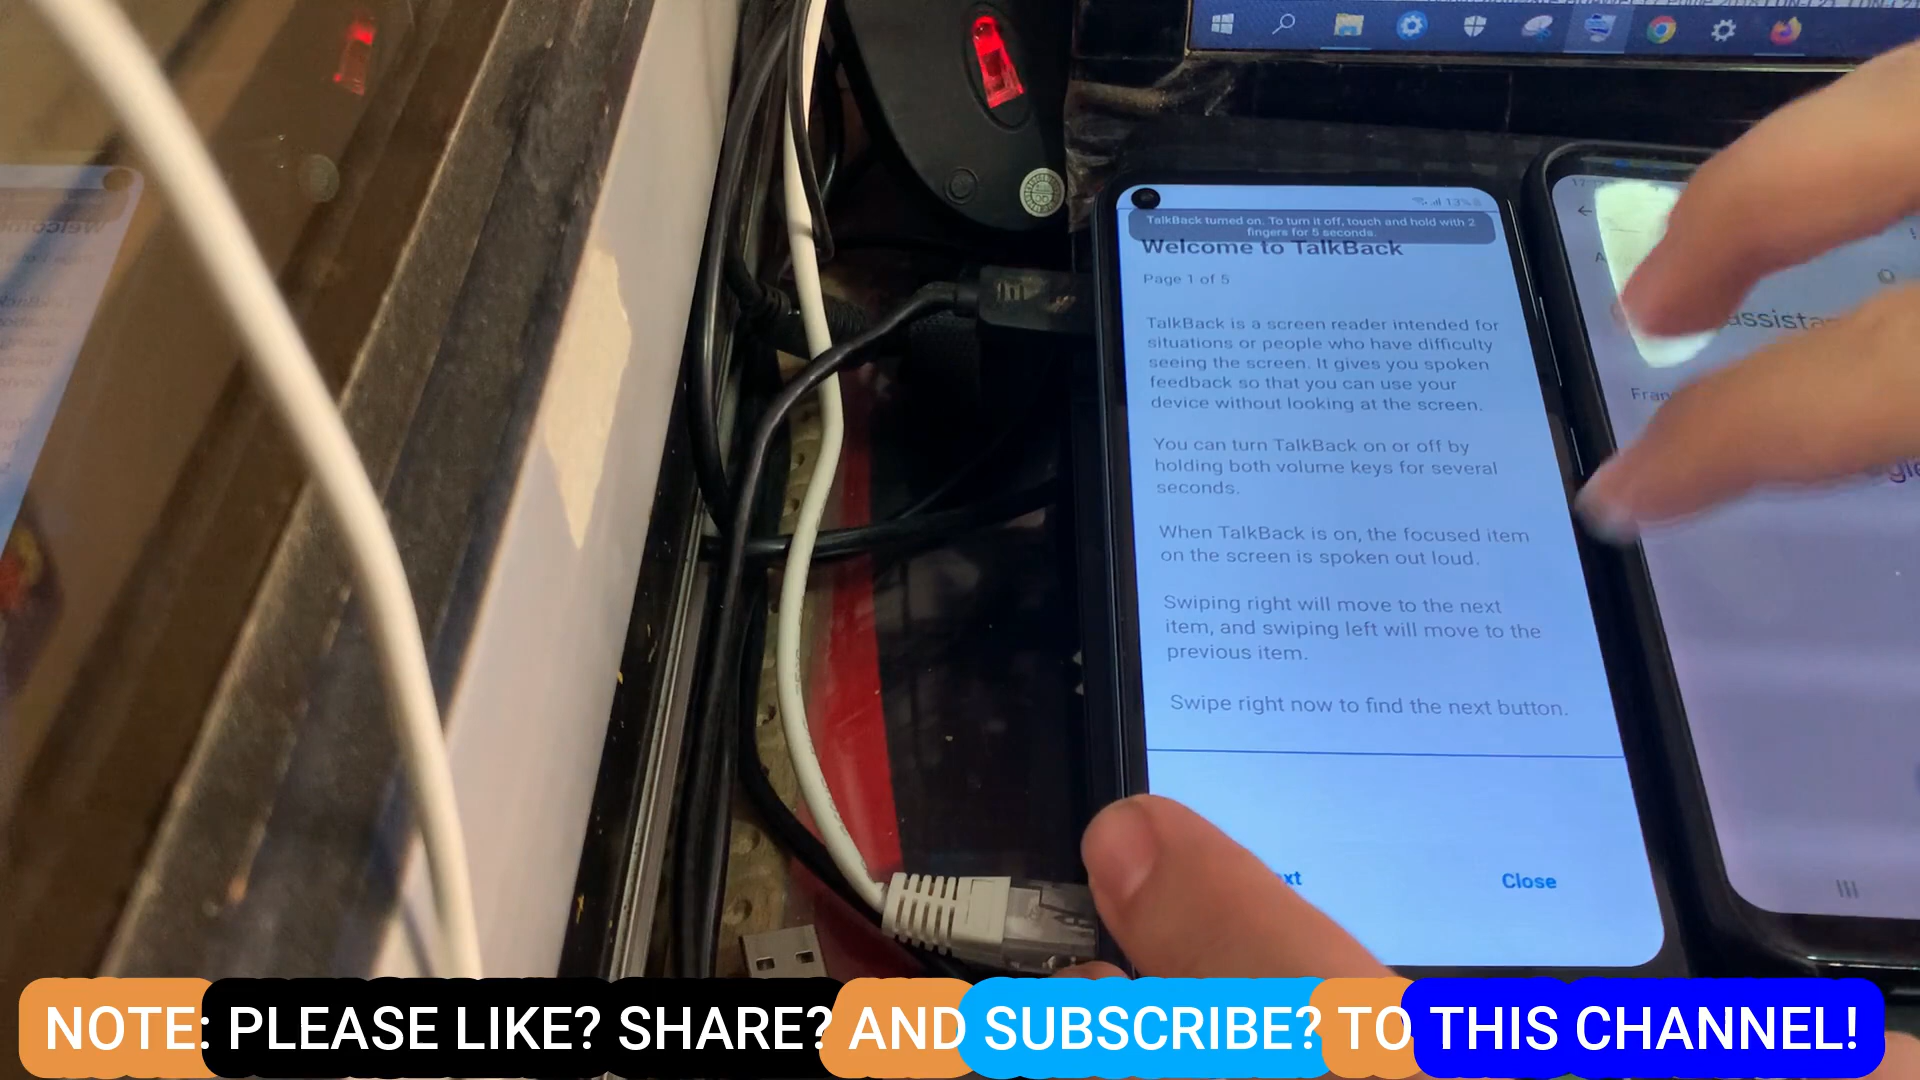 13%
TalkBack turned on. To turn it off, touch and hold with 2
fingers for 5 seconds.
Welcome to TalkBack
Page 1 of 5
TalkBack is a screen reader intended for
situations or people who have difficulty
seeing the screen. It gives you spoken
feedback so that you can use your
device without looking at the screen.
You can turn TalkBack on or off by
holding both volume keys for several
seconds.
When TalkBack is on, the focused item
on the screen is spoken out loud.
Swiping right will move to the next
item, and swiping left will move to the
previous item.
Swipe right now to find the next button.
Close
NOTE: PLEASE LIKE? SHARE? AND SUBSCRIBE? TO THIS CHANNEL!